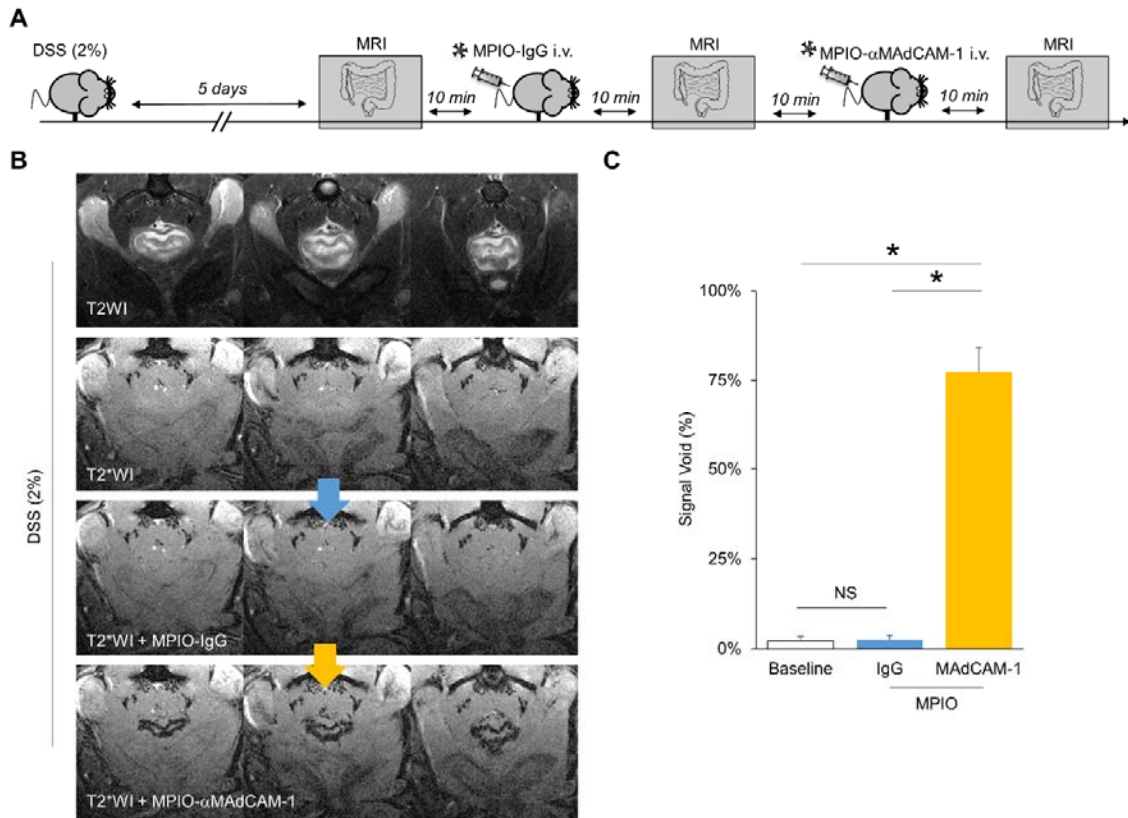 A
DSS (2%)
5 days
MRI
10 min
MPIO-IgG i.v.
10 min
MRI
10 min
MPIO-αMAdCAM-1 i.v.
10 min
MRI
B
DSS (2%)
T2WI
T2*WI
T2*WI + MPIO-IgG
T2*WI + MPIO-αMAdCAM-1
C
*
*
100%
75%
50%
25%
0%
Signal Void (%)
NS
Baseline
IgG
MAdCAM-1
MPIO